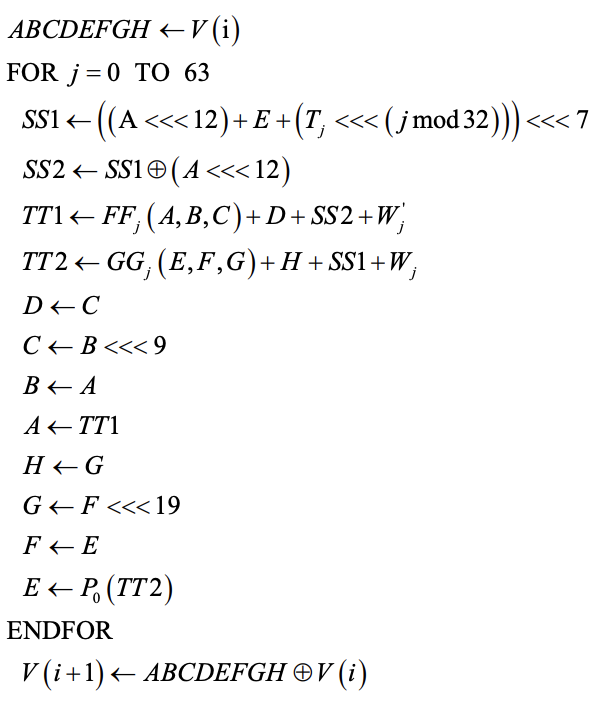 ABCDEFGH ← V(i)
FOR j = 0 TO 63
SS1 ← ((A <<< 12) + E + (T_j <<< (j mod 32))) <<< 7
SS2 ← SS1 ⊕ (A <<< 12)
TT1 ← FF_j (A, B, C) + D + SS2 + W_j'
TT2 ← GG_j (E, F, G) + H + SS1 + W_j
D ← C
C ← B <<< 9
B ← A
A ← TT1
H ← G
G ← F <<< 19
F ← E
E ← P_0 (TT2)
ENDFOR
V(i+1) ← ABCDEFGH ⊕ V(i)